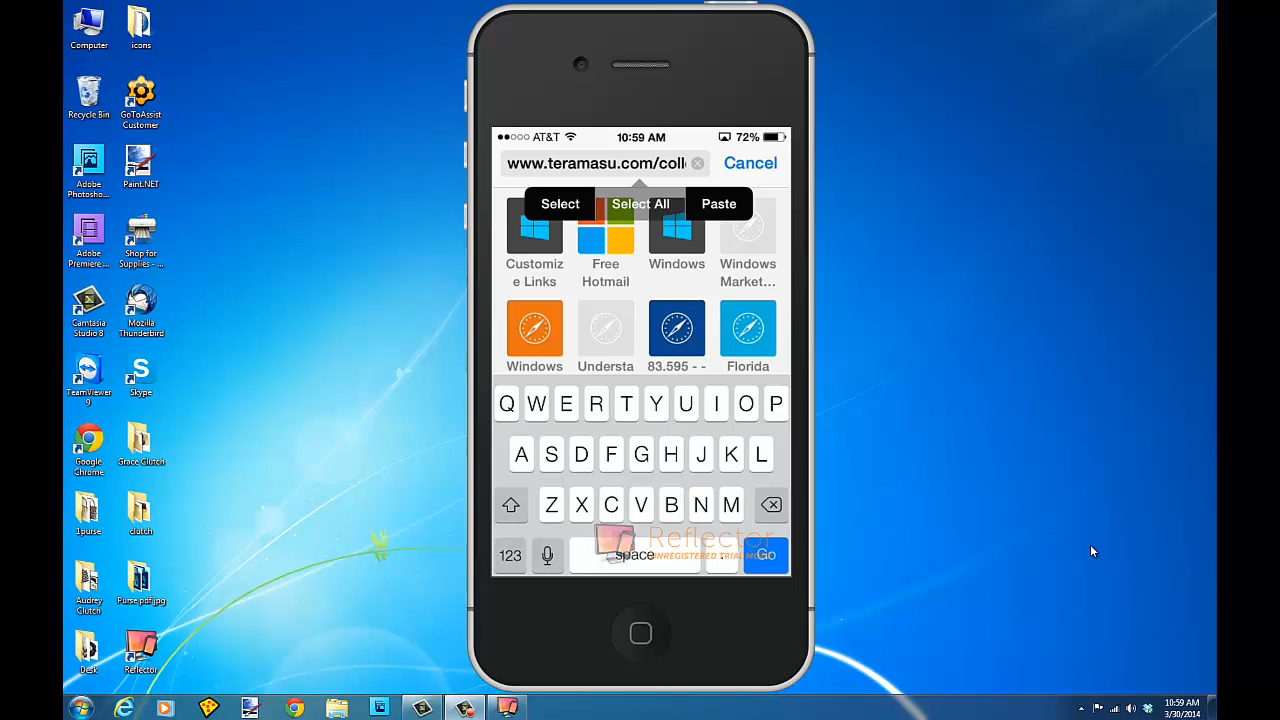 Computer
icons
Recycle Bin
GoToAssist
Customer
Adobe
Photosho...
Paint.NET
Adobe
Premiere ...
Shop for
Supplies - ...
Camtasia
Studio 8
Mozilla
Thunderbird
TeamViewer
9
Skype
Google
Chrome
Grace Clutch
1purse
clutch
Audrey
Clutch
Purse pdf.jpg
Desk
Reflector
AT&T
10:59 AM
72%
www.teramasu.com/coll
Cancel
Select
Select All
Paste
Customiz
e Links
Free
Hotmail
Windows
Windows
Market...
Windows
Understa
83.595 - -
Florida
Q W E R T Y U I O P
A S D F G H J K L
Z X C V B N M
Reflector
UNREGISTERED TRIAL MODE
123
space
.
Go
10:59 AM
3/30/2014